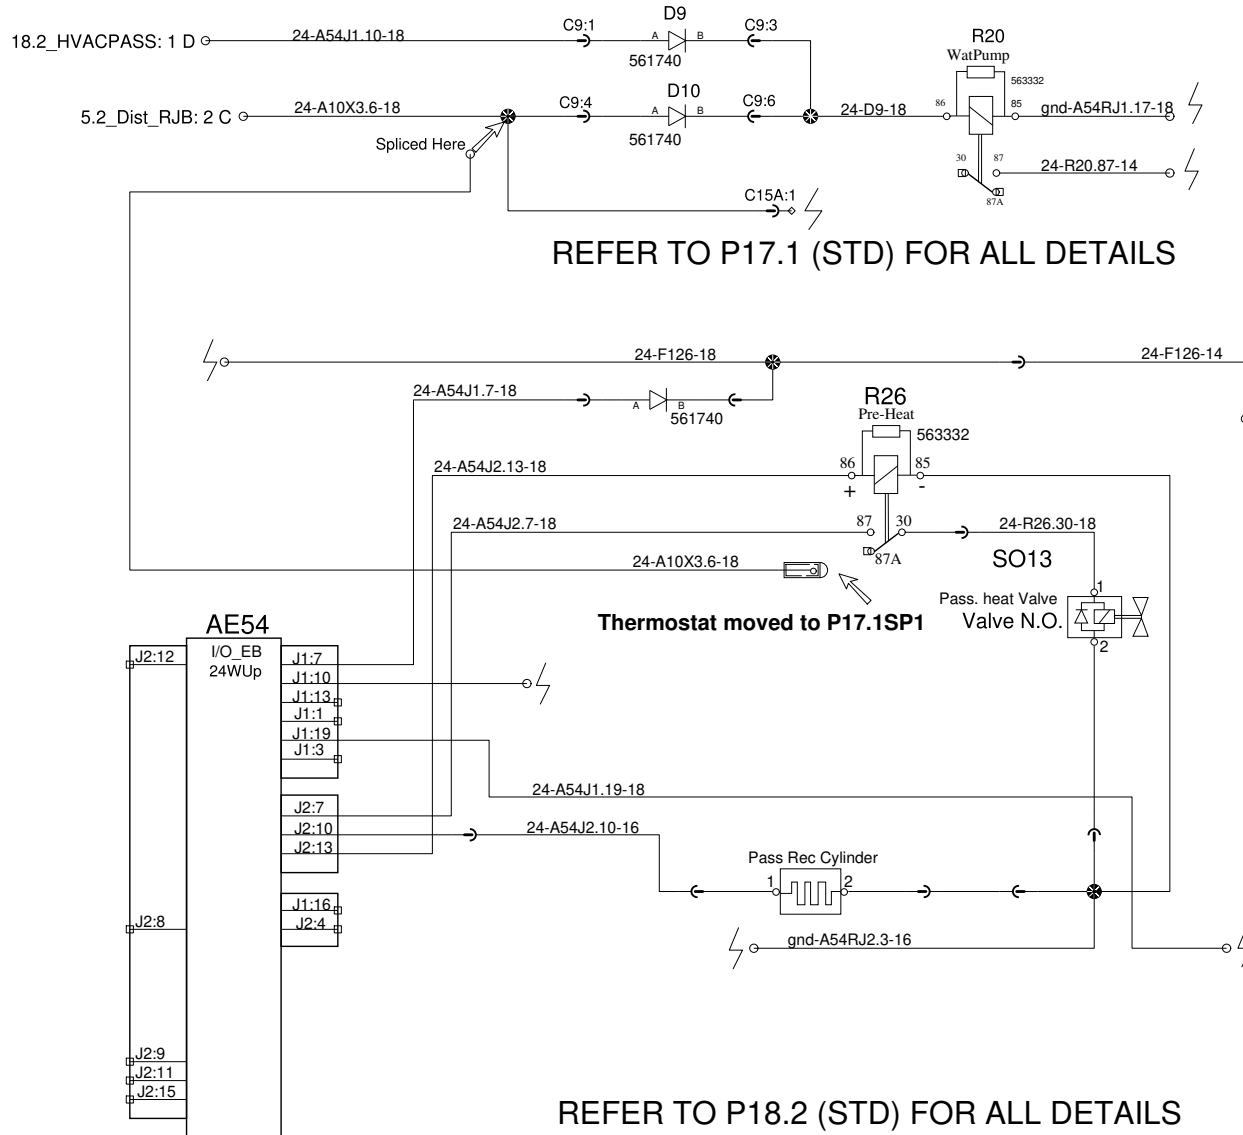 D9
C9:1
C9:3
18.2_HVACPASS: 1 D
24-A54J1.10-18
A
B
561740
R20
WatPump
563332
D10
C9:4
C9:6
5.2_Dist_RJB: 2 C
24-A10X3.6-18
A
B
561740
24-D9-18
86
85
gnd-A54RJ1.17-18
Spliced Here
30
87
24-R20.87-14
87A
C15A:1
REFER TO P17.1 (STD) FOR ALL DETAILS
24-F126-18
24-F126-14
24-A54J1.7-18
A
B
561740
R26
Pre-Heat
563332
24-A54J2.13-18
86
85
+
-
24-A54J2.7-18
87
30
24-R26.30-18
87A
24-A10X3.6-18
SO13
Thermostat moved to P17.1SP1
1
Pass. heat Valve
Valve N.O.
2
AE54
I/O_EB
24WUp
J2:12
J1:7
J1:10
J1:13
J1:1
J1:19
J1:3
24-A54J1.19-18
J2:7
J2:10
J2:13
24-A54J2.10-16
Pass Rec Cylinder
1
2
J1:16
J2:4
J2:8
gnd-A54RJ2.3-16
J2:9
J2:11
J2:15
REFER TO P18.2 (STD) FOR ALL DETAILS